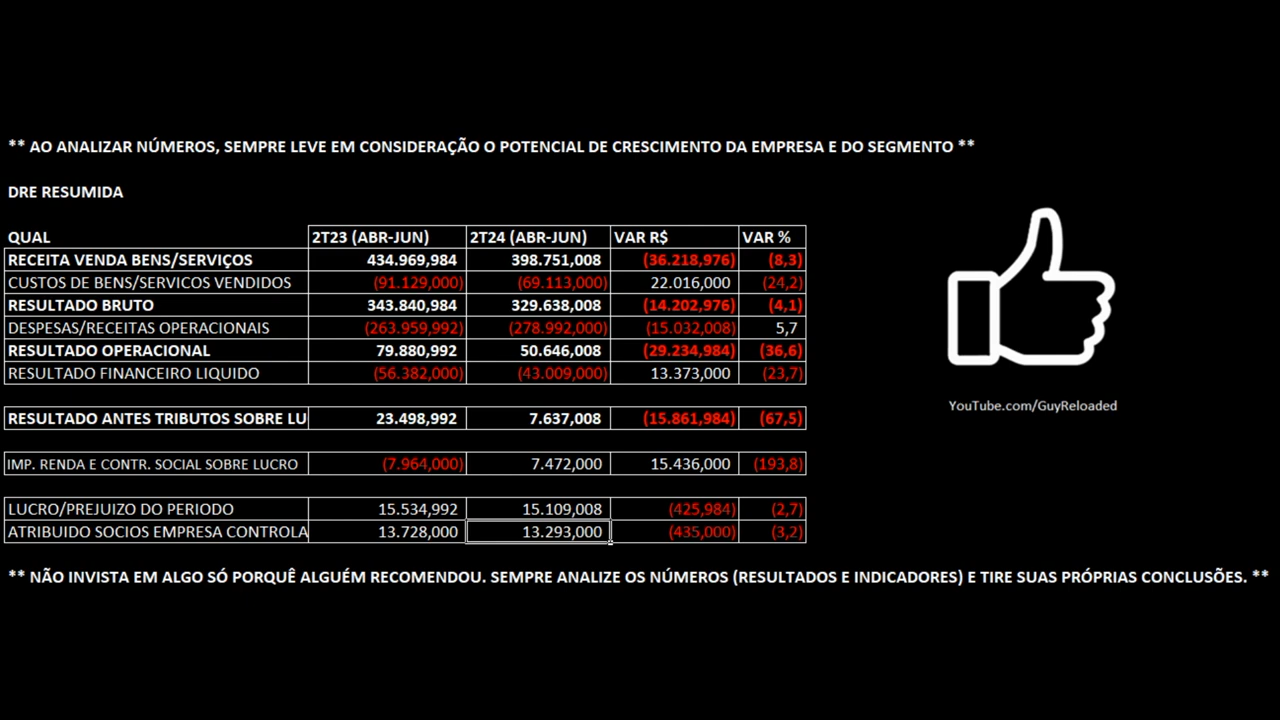 ** AO ANALIZAR NÚMEROS, SEMPRE LEVE EM CONSIDERAÇÃO O POTENCIAL DE CRESCIMENTO DA EMPRESA E DO SEGMENTO **
DRE RESUMIDA
QUAL 2T23 (ABR-JUN) 2T24 (ABR-JUN) VAR R$ VAR %
RECEITA VENDA BENS/SERVIÇOS 434.969,984 398.751,008 (36.218,976) (8,3)
CUSTOS DE BENS/SERVICOS VENDIDOS (91.129,000) (69.113,000) 22.016,000 (24,2)
RESULTADO BRUTO 343.840,984 329.638,008 (14.202,976) (4,1)
DESPESAS/RECEITAS OPERACIONAIS (263.959,992) (278.992,000) (15.032,008) 5,7
RESULTADO OPERACIONAL 79.880,992 50.646,008 (29.234,984) (36,6)
RESULTADO FINANCEIRO LIQUIDO (56.382,000) (43.009,000) 13.373,000 (23,7)
RESULTADO ANTES TRIBUTOS SOBRE LU 23.498,992 7.637,008 (15.861,984) (67,5)
IMP. RENDA E CONTR. SOCIAL SOBRE LUCRO (7.964,000) 7.472,000 15.436,000 (193,8)
LUCRO/PREJUIZO DO PERIODO 15.534,992 15.109,008 (425,984) (2,7)
ATRIBUIDO SOCIOS EMPRESA CONTROLA 13.728,000 13.293,000 (435,000) (3,2)
YouTube.com/GuyReloaded
** NÃO INVISTA EM ALGO SÓ PORQUÊ ALGUÉM RECOMENDOU. SEMPRE ANALIZE OS NÚMEROS (RESULTADOS E INDICADORES) E TIRE SUAS PRÓPRIAS CONCLUSÕES. **